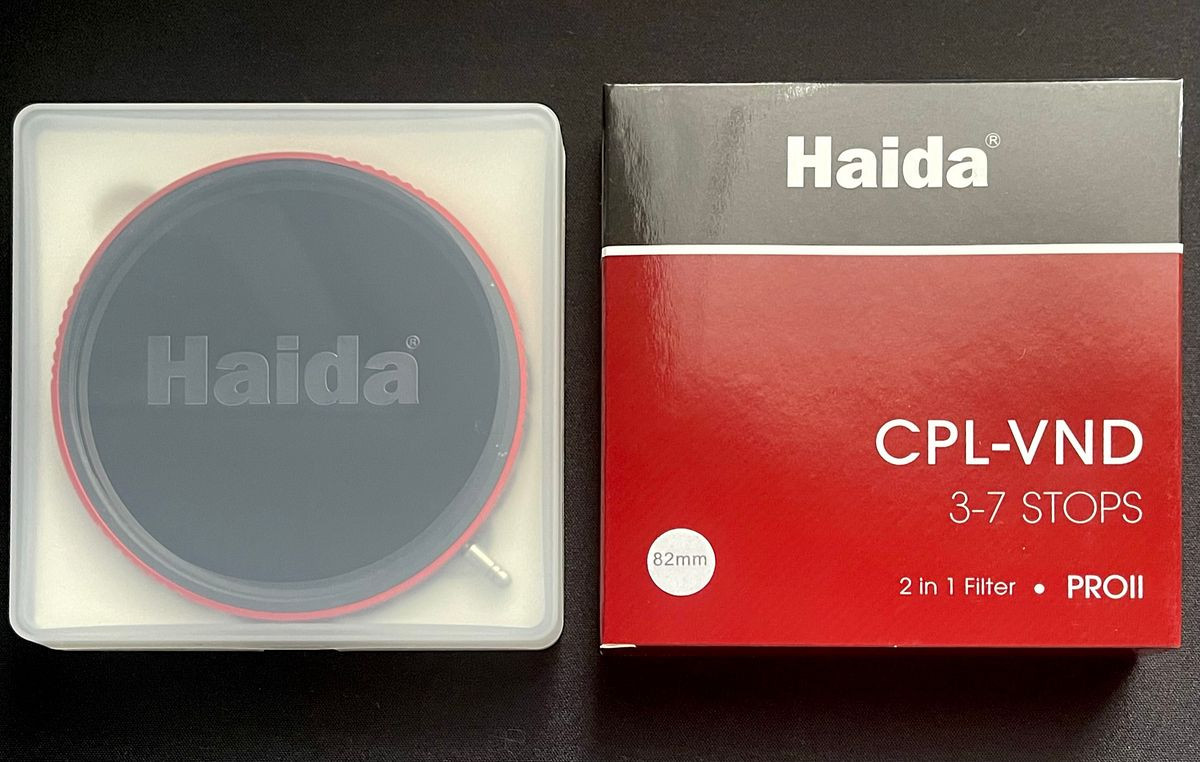 Haida®
Haida®
CPL-VND
3-7 STOPS
82mm
2 in 1 Filter • PROII